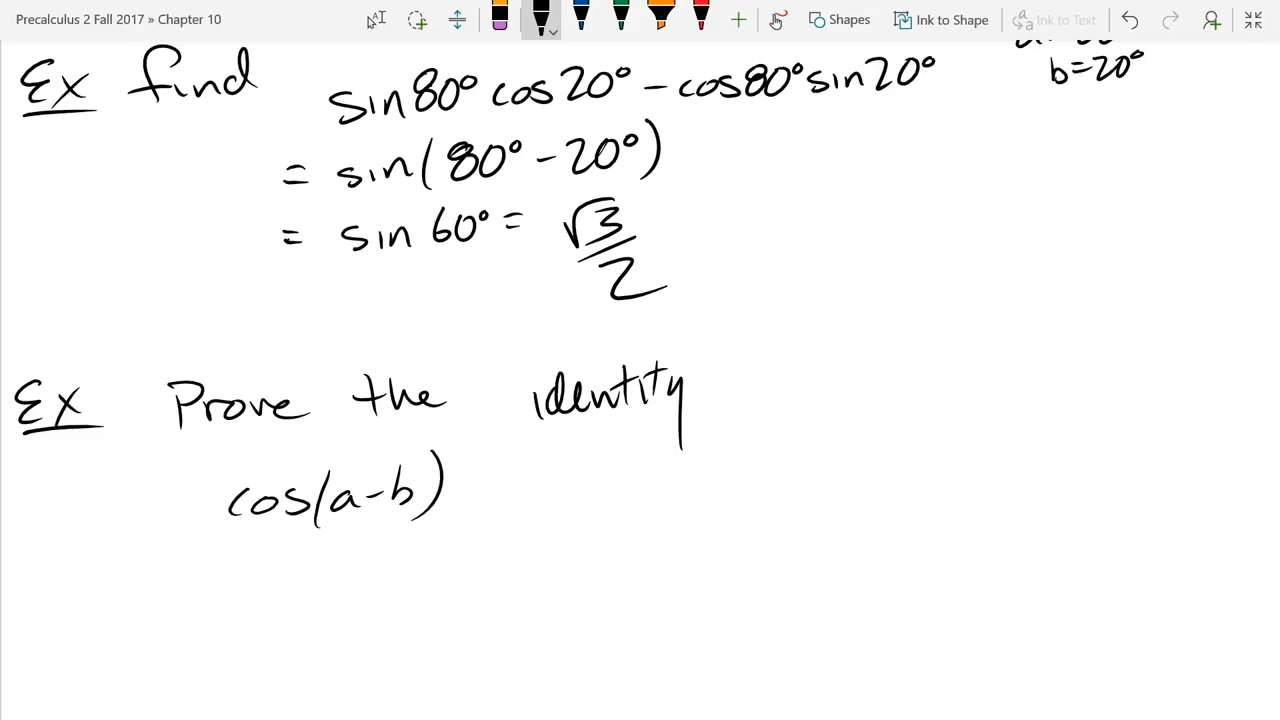 Precalculus 2 Fall 2017 » Chapter 10
Shapes
Ink to Shape
Ink to Text
b=20°
Ex find sin80° cos20° - cos80° sin20°
= sin(80° - 20°)
= sin 60° = √3/2
Ex Prove the identity
cos(a-b)